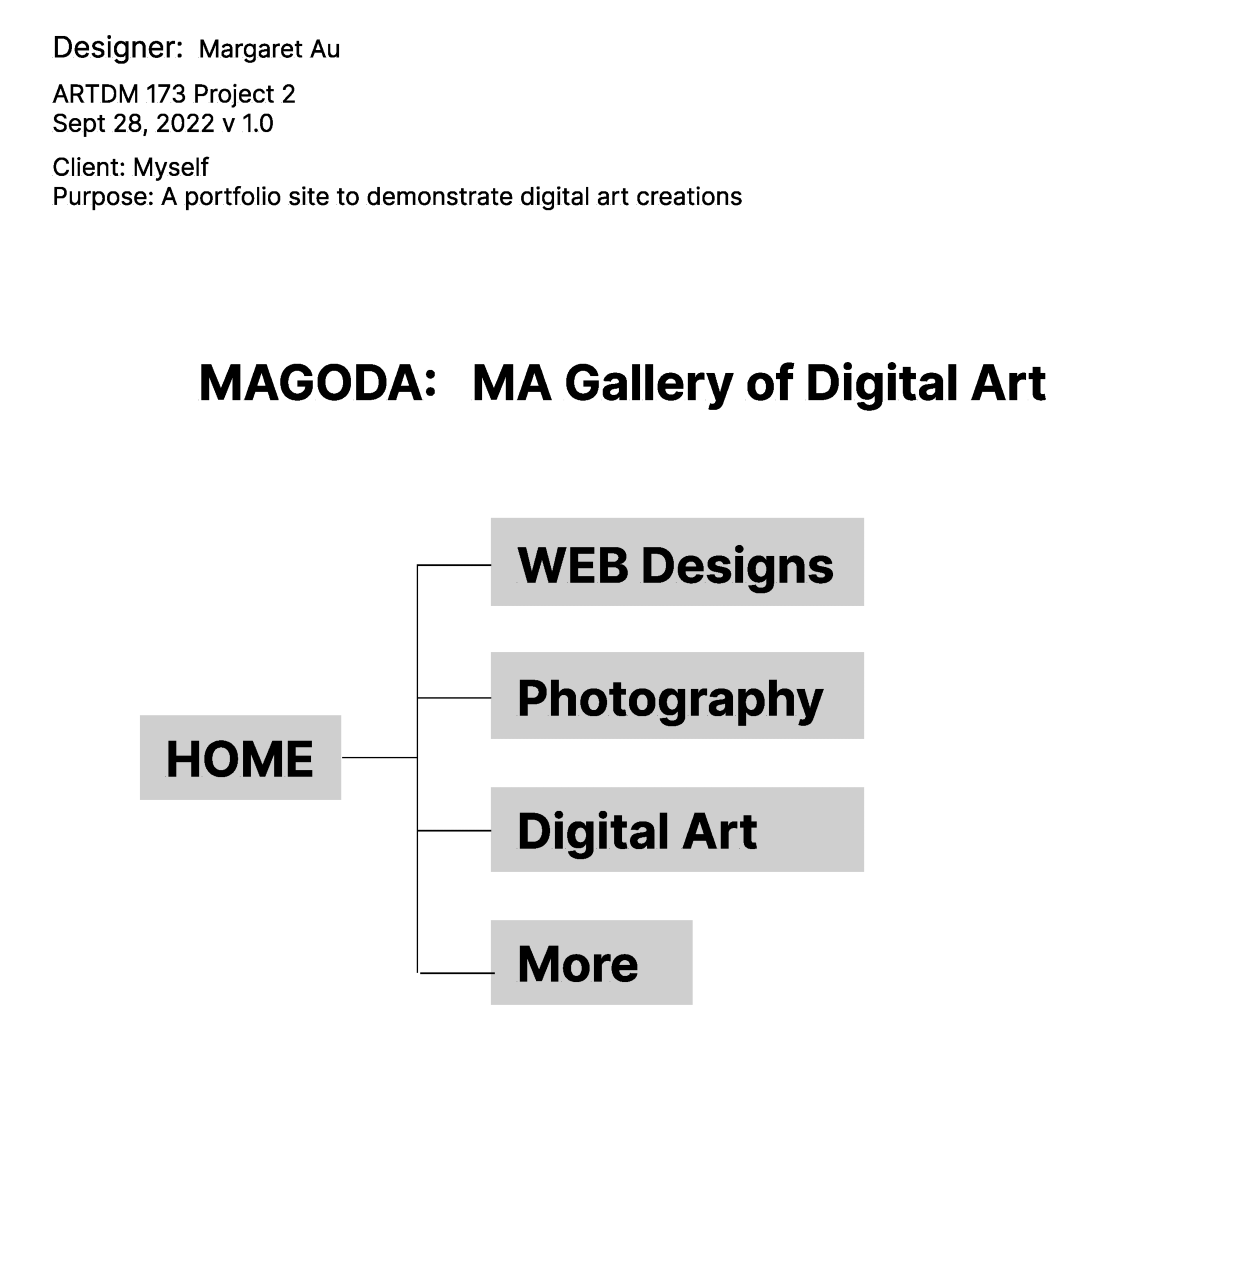 Designer: Margaret Au
ARTDM 173 Project 2
Sept 28, 2022 v 1.0
Client: Myself
Purpose: A portfolio site to demonstrate digital art creations
MAGODA: MA Gallery of Digital Art
WEB Designs
Photography
HOME
Digital Art
More